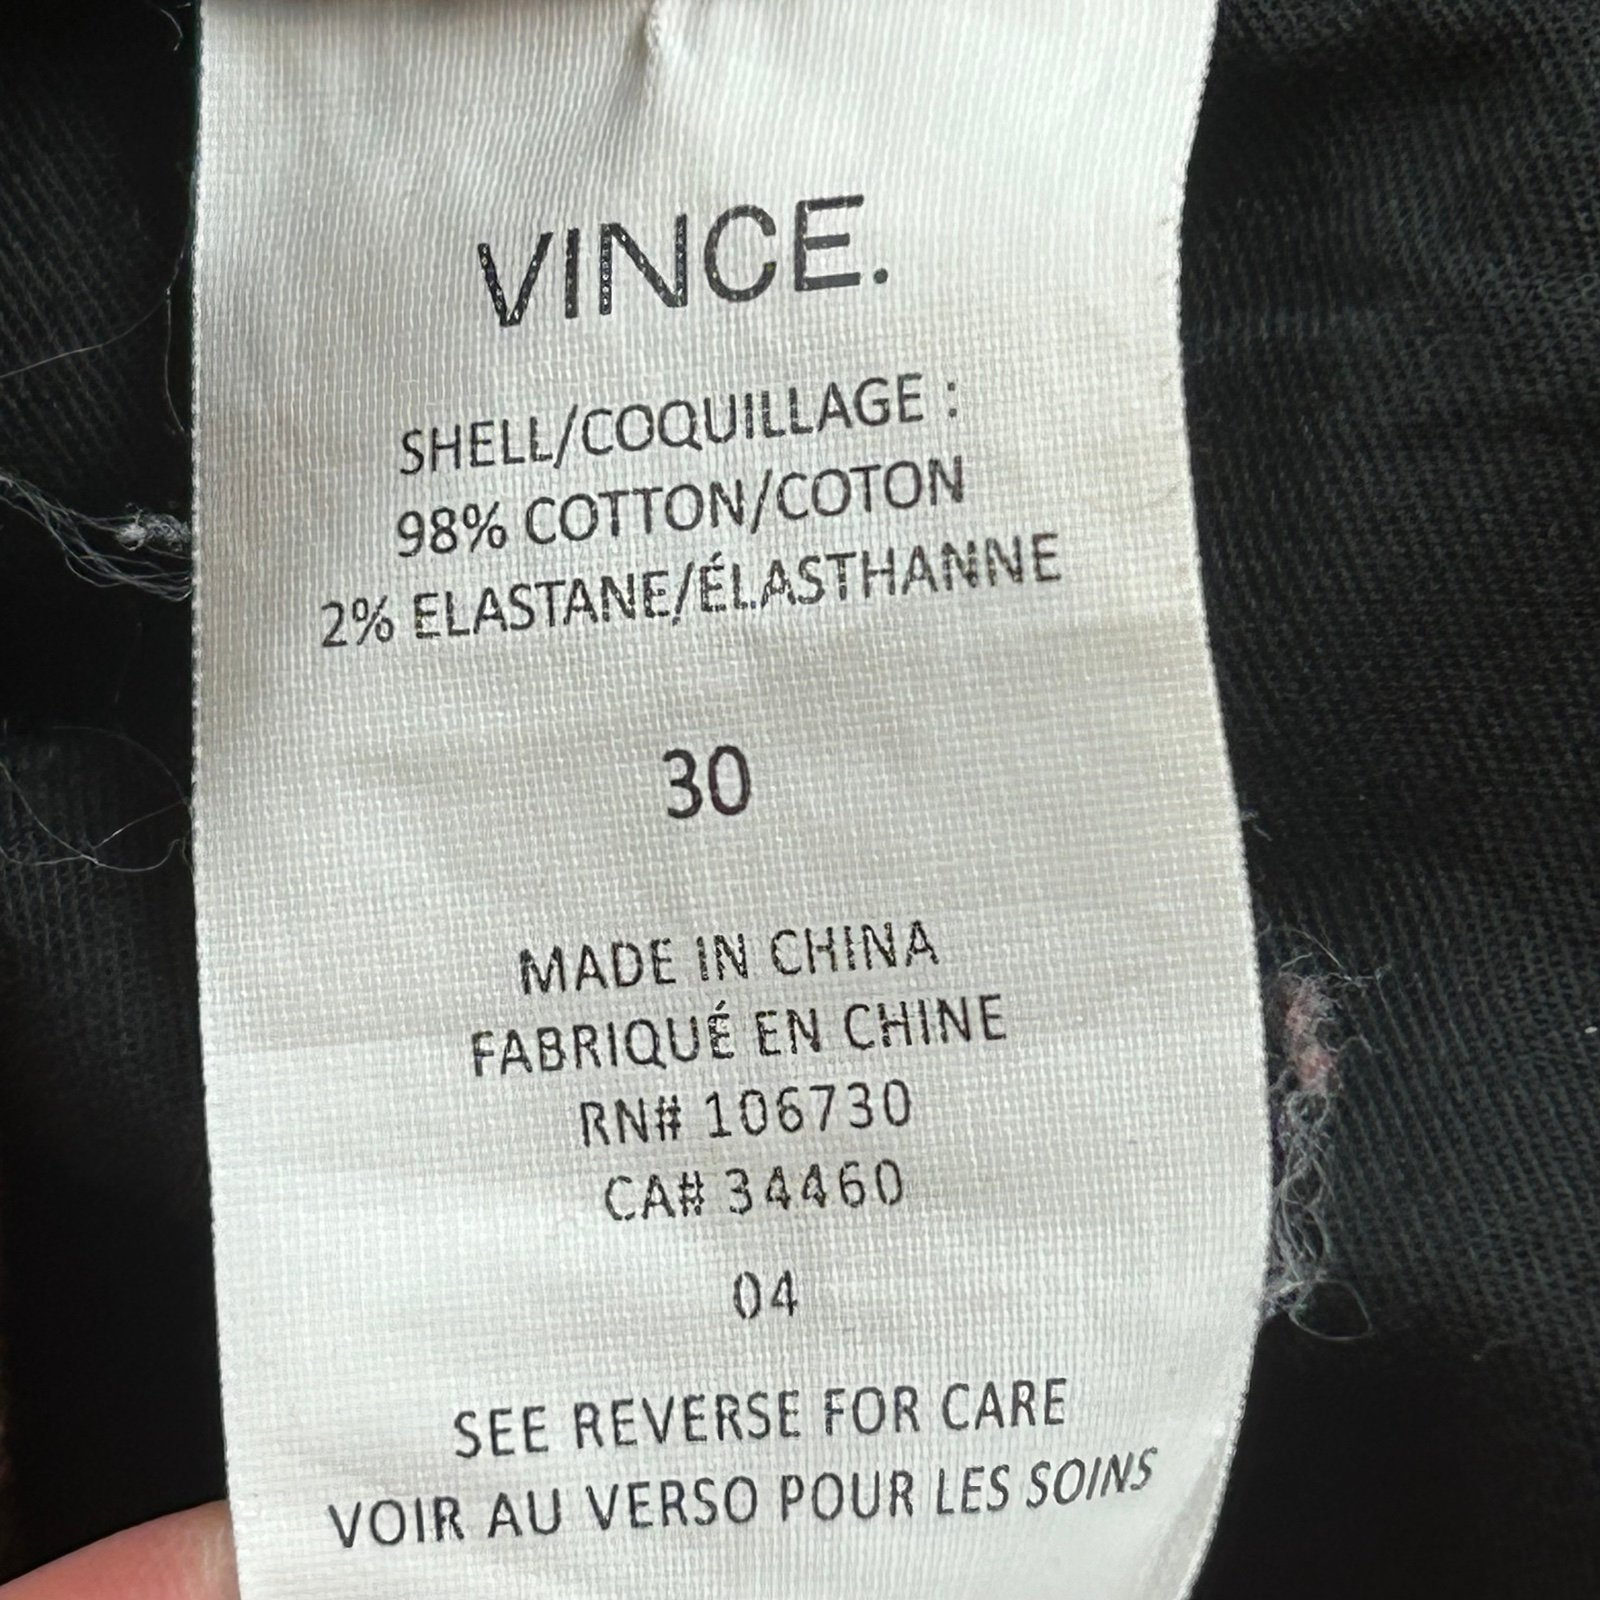 VINCE.
SHELL/COQUILLAGE :
98% COTTON/COTON
2% ELASTANE/ÉLASTHANNE
30
MADE IN CHINA
FABRIQUÉ EN CHINE
RN# 106730
CA# 34460
04
SEE REVERSE FOR CARE
VOIR AU VERSO POUR LES SOINS